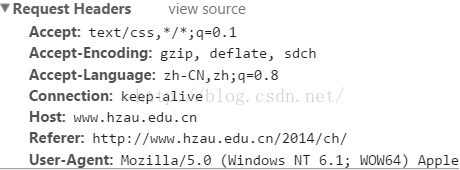 Request Headers view source
Accept: text/css,*/*;q=0.1
Accept-Encoding: gzip, deflate, sdch
Accept-Language: zh-CN,zh;q=0.8
Connection: keep-alive
http://blog.csdn.net/
Host: www.hzau.edu.cn
Referer: http://www.hzau.edu.cn/2014/ch/
User-Agent: Mozilla/5.0 (Windows NT 6.1; WOW64) Apple